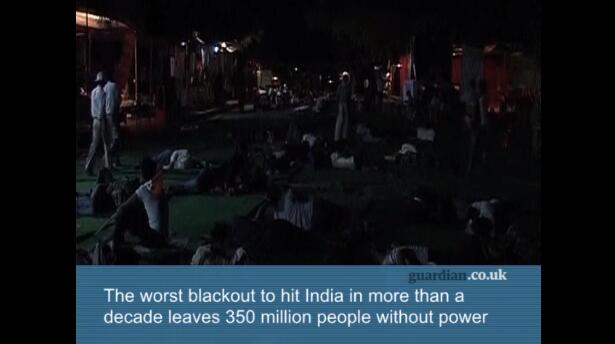 guardian.co.uk
The worst blackout to hit India in more than a
decade leaves 350 million people without power